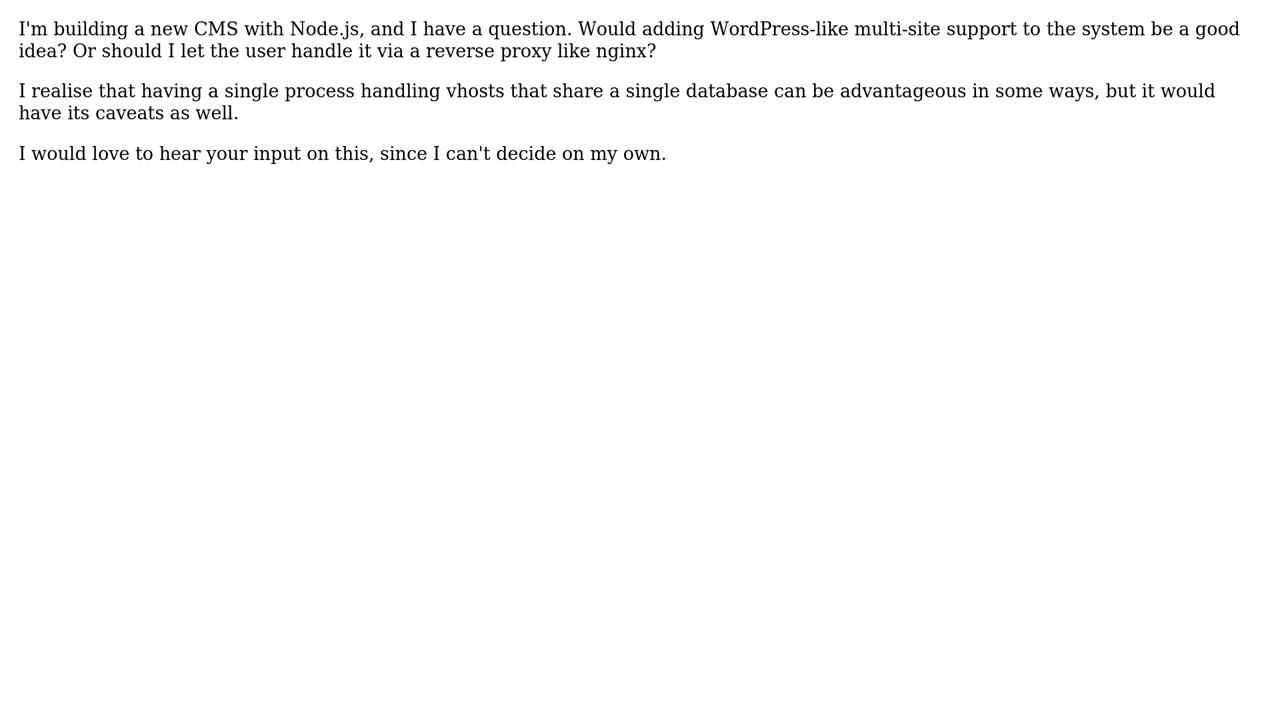 I'm building a new CMS with Node.js, and I have a question. Would adding WordPress-like multi-site support to the system be a good
idea? Or should I let the user handle it via a reverse proxy like nginx?
I realise that having a single process handling vhosts that share a single database can be advantageous in some ways, but it would
have its caveats as well.
I would love to hear your input on this, since I can't decide on my own.